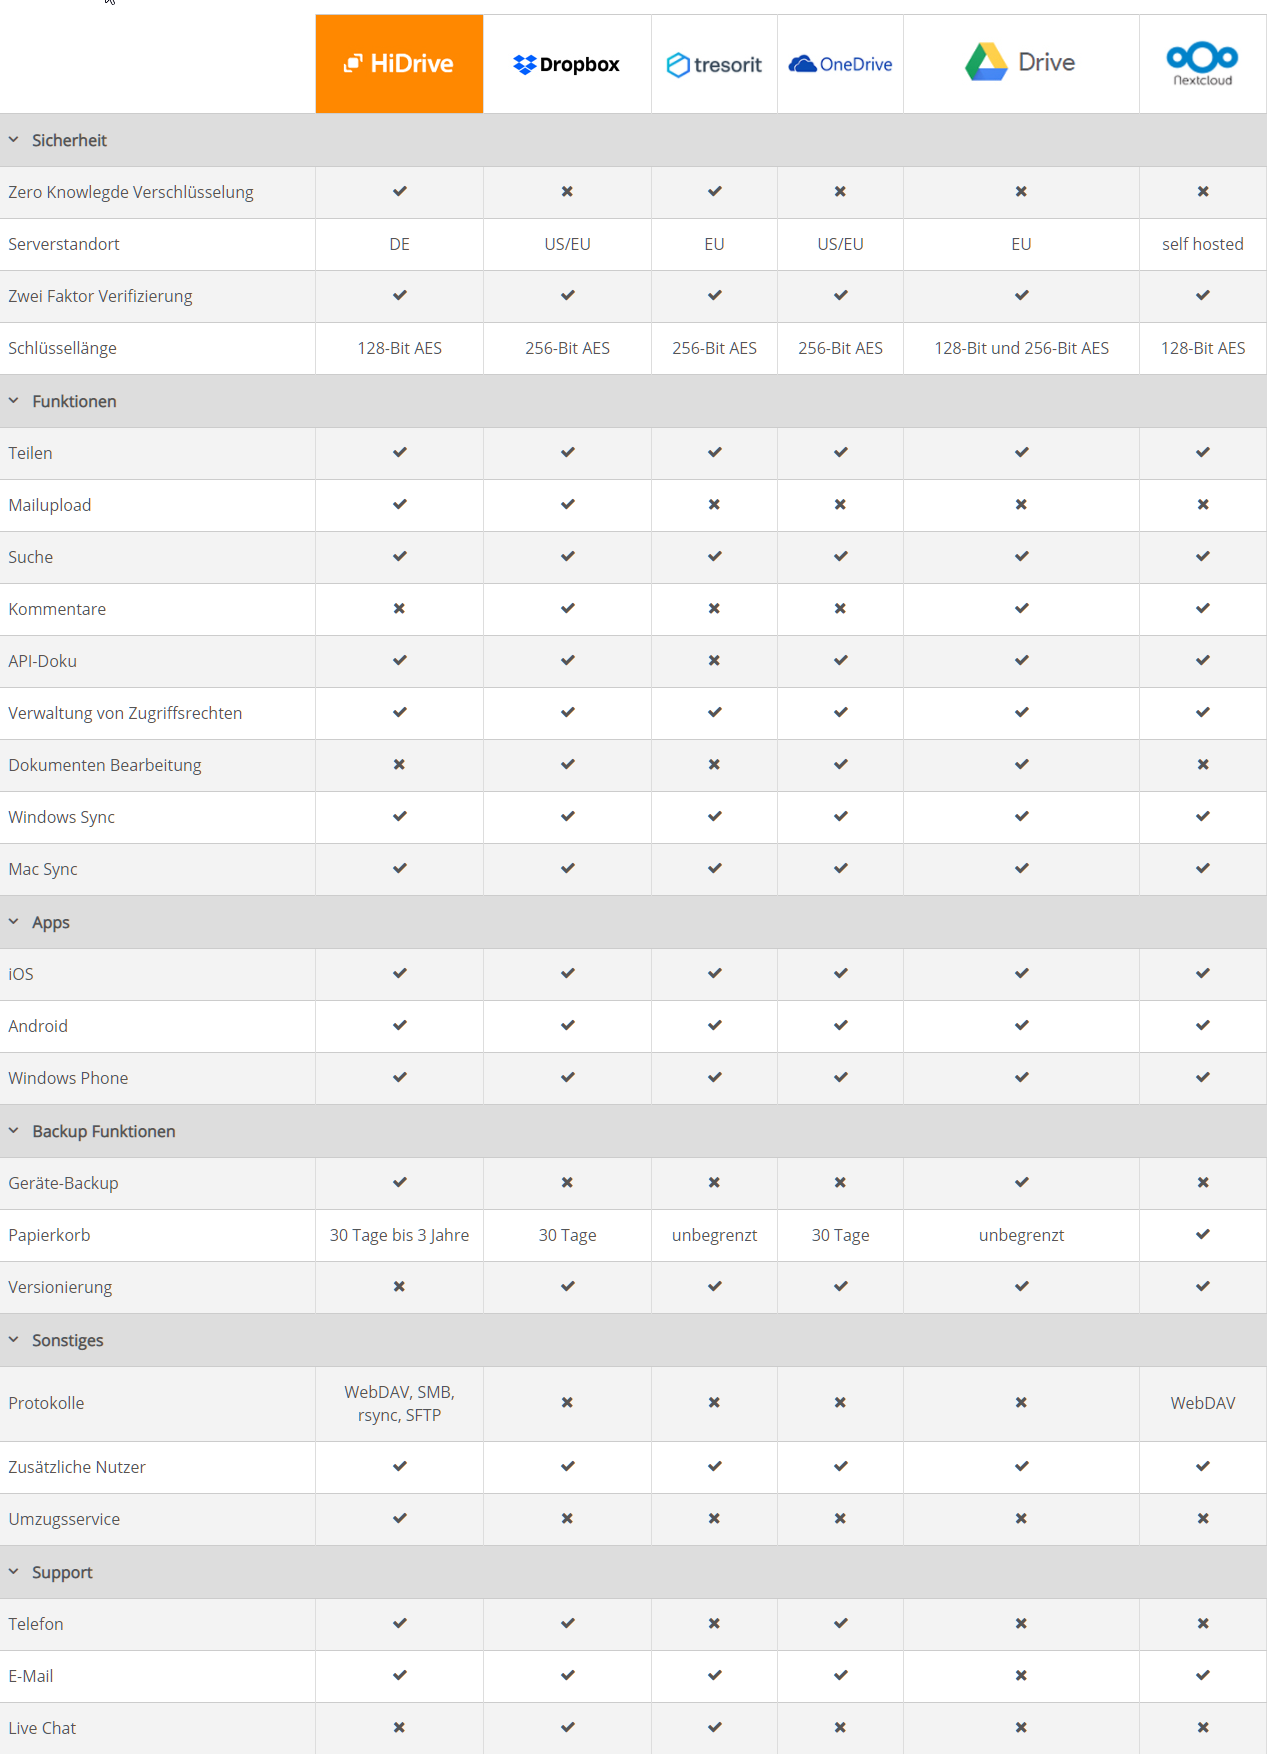 HiDrive Dropbox tresorit OneDrive Drive nextcloud
Sicherheit
Zero Knowlegde Verschlüsselung
Serverstandort DE US/EU EU US/EU EU self hosted
Zwei Faktor Verifizierung
Schlüssellänge 128-Bit AES 256-Bit AES 256-Bit AES 256-Bit AES 128-Bit und 256-Bit AES 128-Bit AES
Funktionen
Teilen
Mailupload
Suche
Kommentare
API-Doku
Verwaltung von Zugriffsrechten
Dokumenten Bearbeitung
Windows Sync
Mac Sync
Apps
iOS
Android
Windows Phone
Backup Funktionen
Geräte-Backup
Papierkorb 30 Tage bis 3 Jahre 30 Tage unbegrenzt 30 Tage unbegrenzt
Versionierung
Sonstiges
Protokolle WebDAV, SMB, rsync, SFTP WebDAV
Zusätzliche Nutzer
Umzugsservice
Support
Telefon
E-Mail
Live Chat